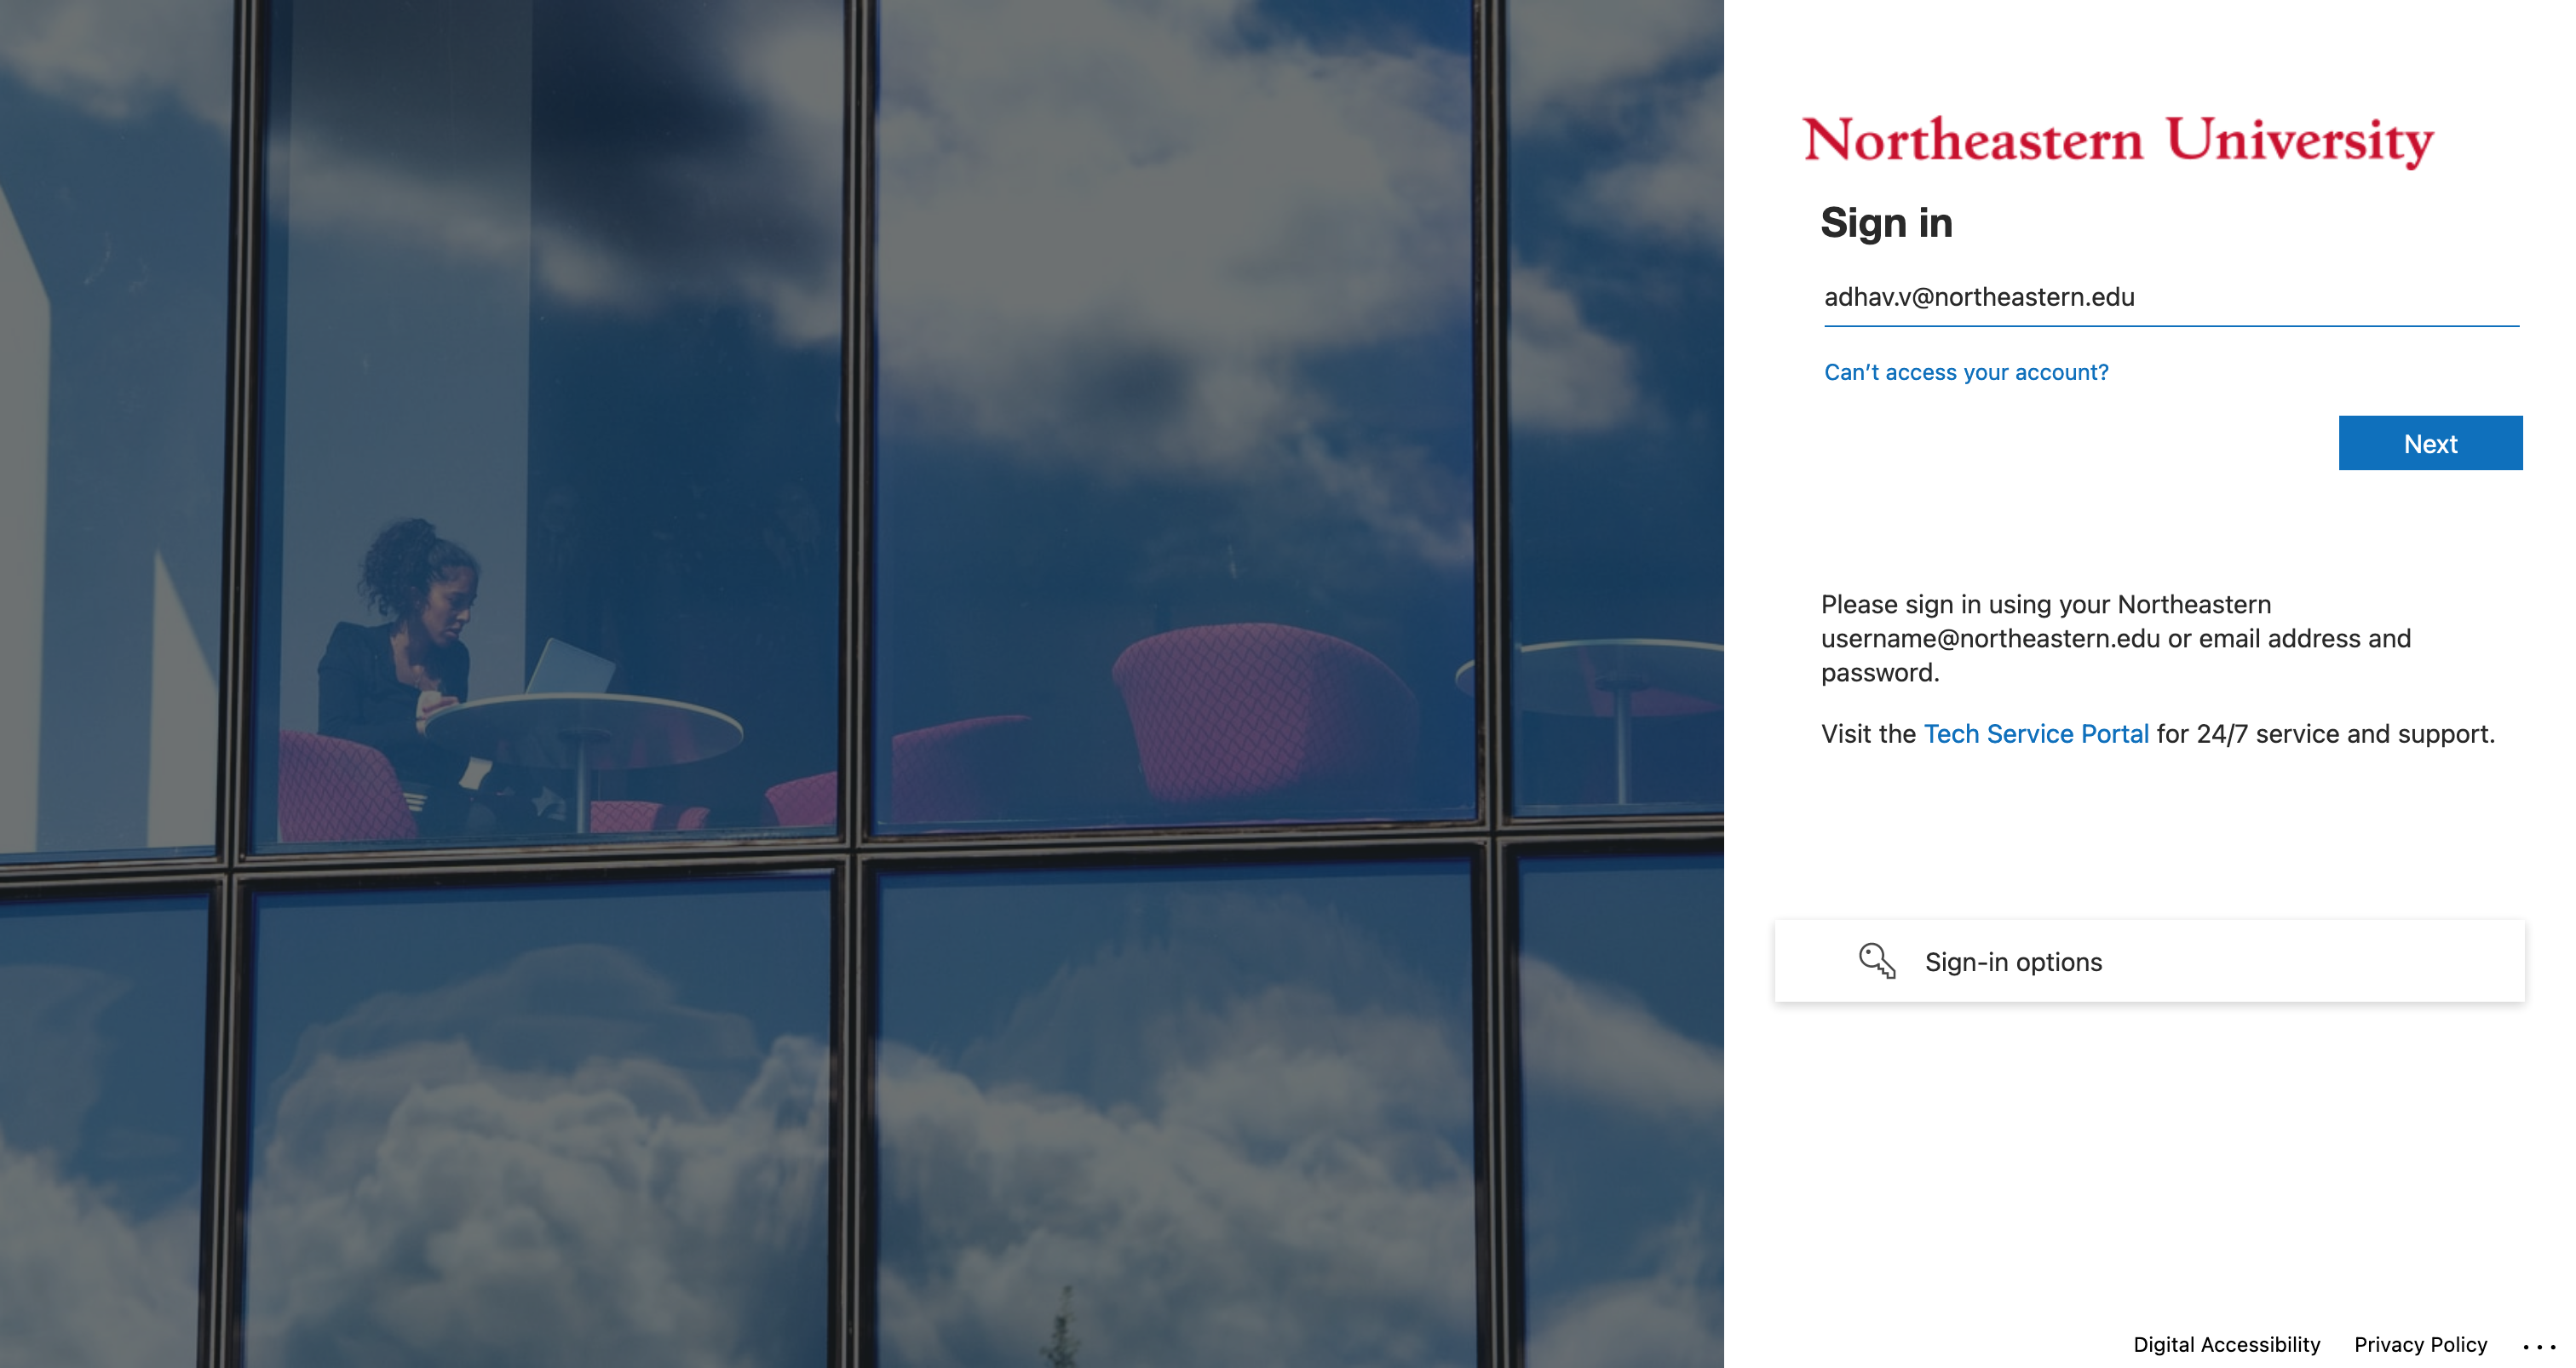 Northeastern University
Sign in
adhav.v@northeastern.edu
Can't access your account?
Next
Please sign in using your Northeastern
username@northeastern.edu or email address and
password.
Visit the Tech Service Portal for 24/7 service and support.
Sign-in options
Digital Accessibility Privacy Policy ...